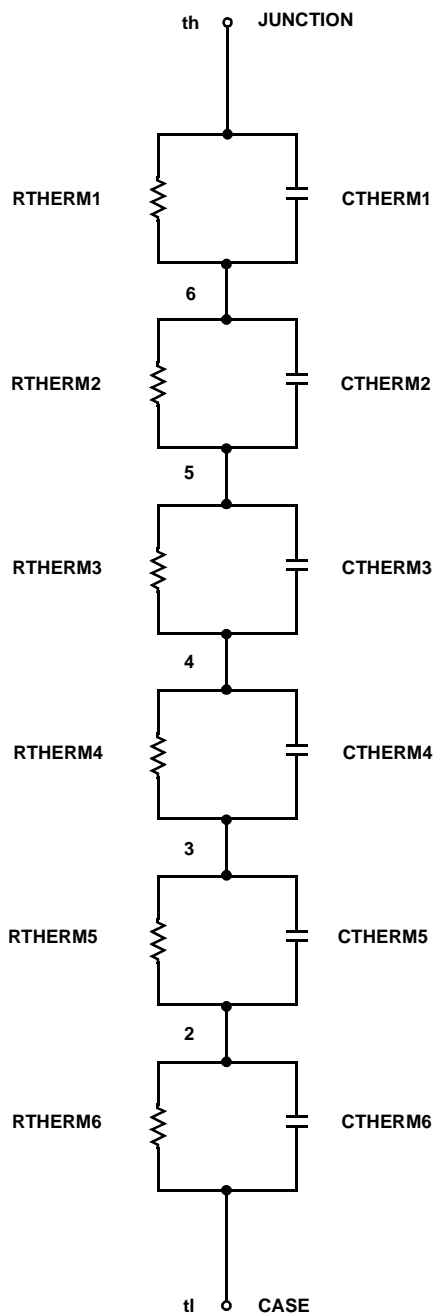 th JUNCTION
RTHERM1 CTHERM1
6
RTHERM2 CTHERM2
5
RTHERM3 CTHERM3
4
RTHERM4 CTHERM4
3
RTHERM5 CTHERM5
2
RTHERM6 CTHERM6
tl CASE